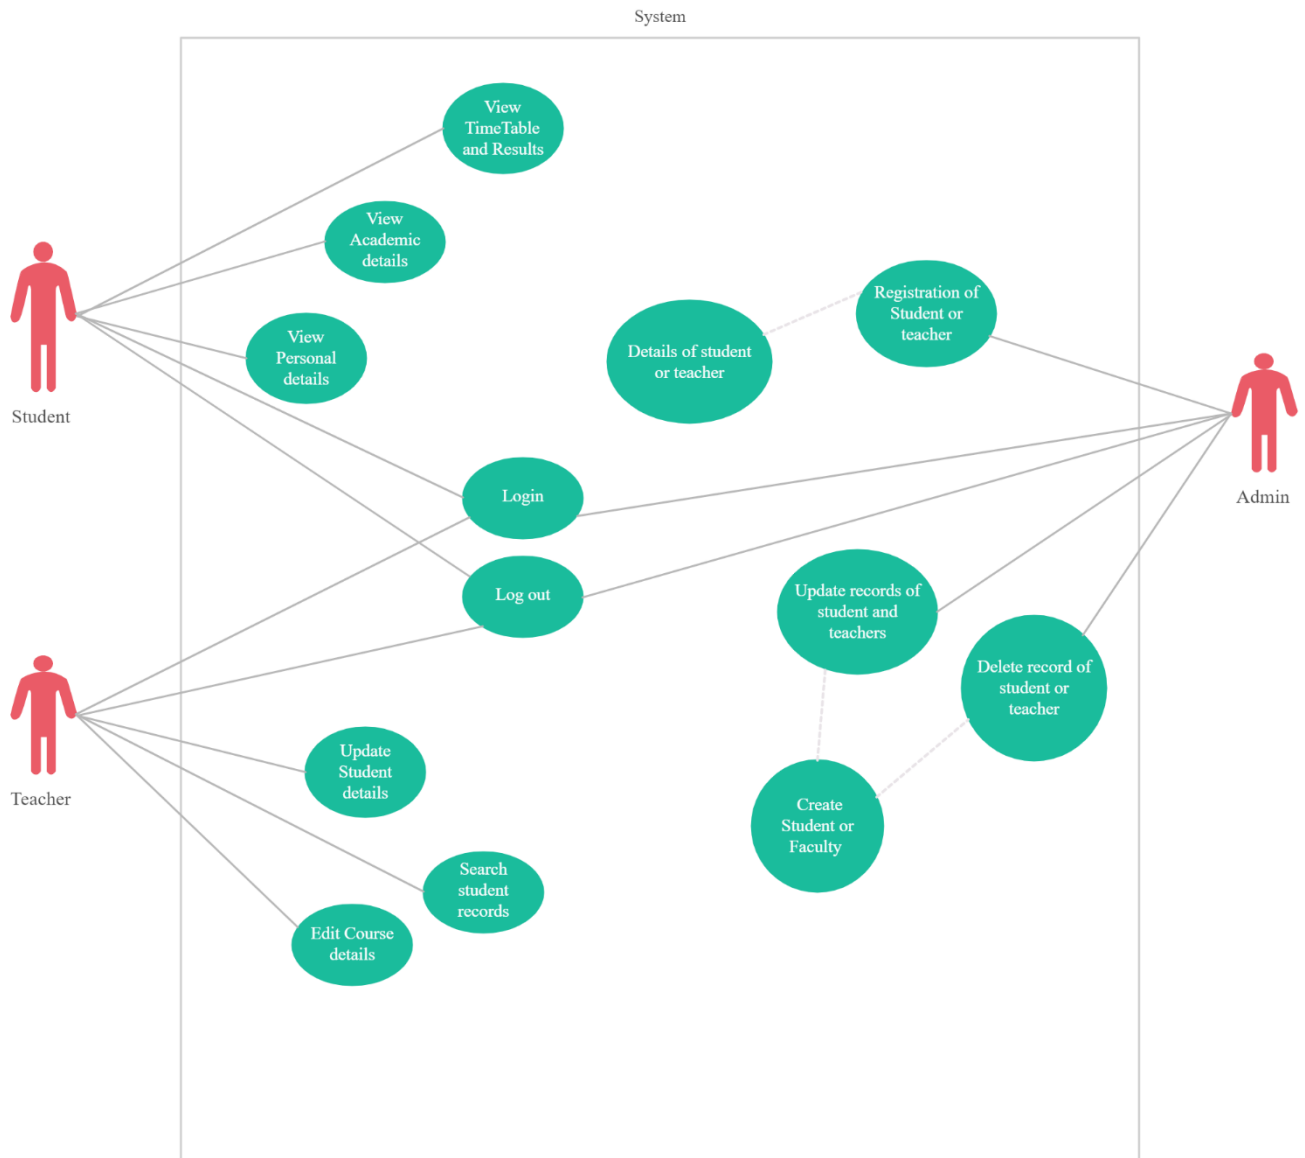 System
View
TimeTable
and Results
View
Academic
details
Registration of
Student or
teacher
View
Personal
details
Details of student
or teacher
Student
Login
Admin
Log out
Update records of
student and
teachers
Delete record of
student or
teacher
Update
Student
details
Teacher
Create
Student or
Faculty
Search
student
records
Edit Course
details